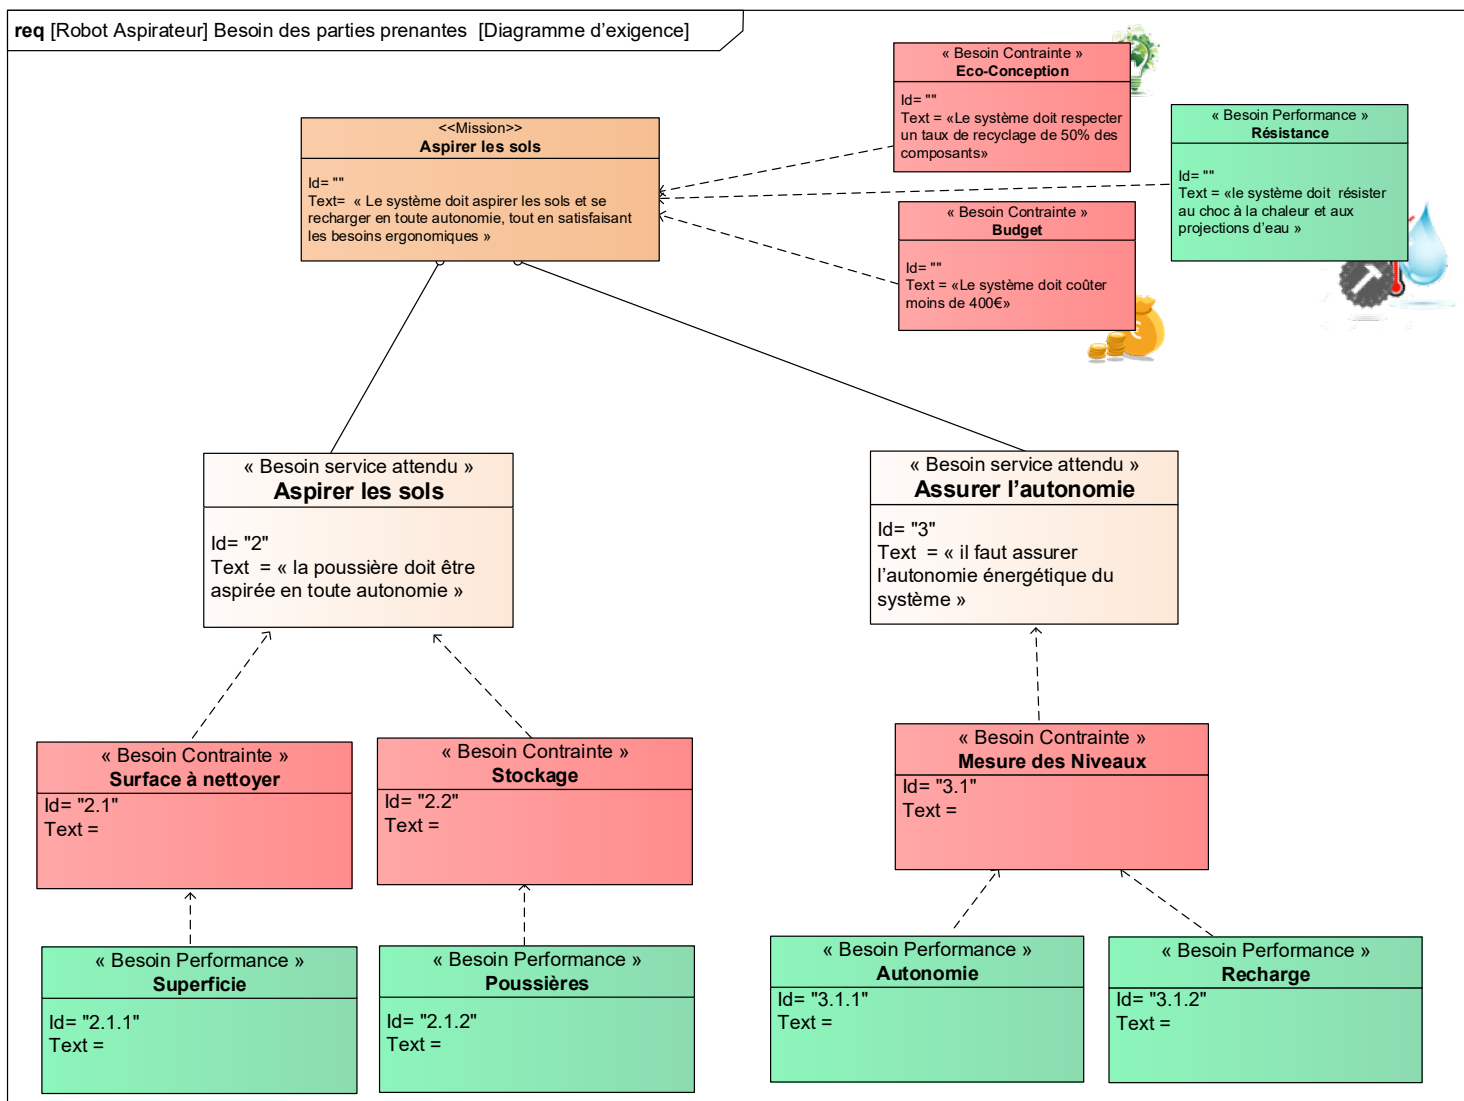 req [Robot Aspirateur] Besoin des parties prenantes [Diagramme d'exigence]
« Besoin Contrainte »
Eco-Conception
Id= ""
Text = «Le système doit respecter
un taux de recyclage de 50% des
composants»
« Besoin Performance »
Résistance
Id= ""
Text = «le système doit résister
au choc à la chaleur et aux
projections d'eau »
<<Mission>>
Aspirer les sols
Id= ""
Text= « Le système doit aspirer les sols et se
recharger en toute autonomie, tout en satisfaisant
les besoins ergonomiques »
« Besoin Contrainte »
Budget
Id= ""
Text = «Le système doit coûter
moins de 400€»
« Besoin service attendu »
Aspirer les sols
Id= "2"
Text = « la poussière doit être
aspirée en toute autonomie »
« Besoin service attendu »
Assurer l'autonomie
Id= "3"
Text = « il faut assurer
l'autonomie énergétique du
système »
« Besoin Contrainte »
Surface à nettoyer
Id= "2.1"
Text =
« Besoin Contrainte »
Stockage
Id= "2.2"
Text =
« Besoin Contrainte »
Mesure des Niveaux
Id= "3.1"
Text =
« Besoin Performance »
Superficie
Id= "2.1.1"
Text =
« Besoin Performance »
Poussières
Id= "2.1.2"
Text =
« Besoin Performance »
Autonomie
Id= "3.1.1"
Text =
« Besoin Performance »
Recharge
Id= "3.1.2"
Text =